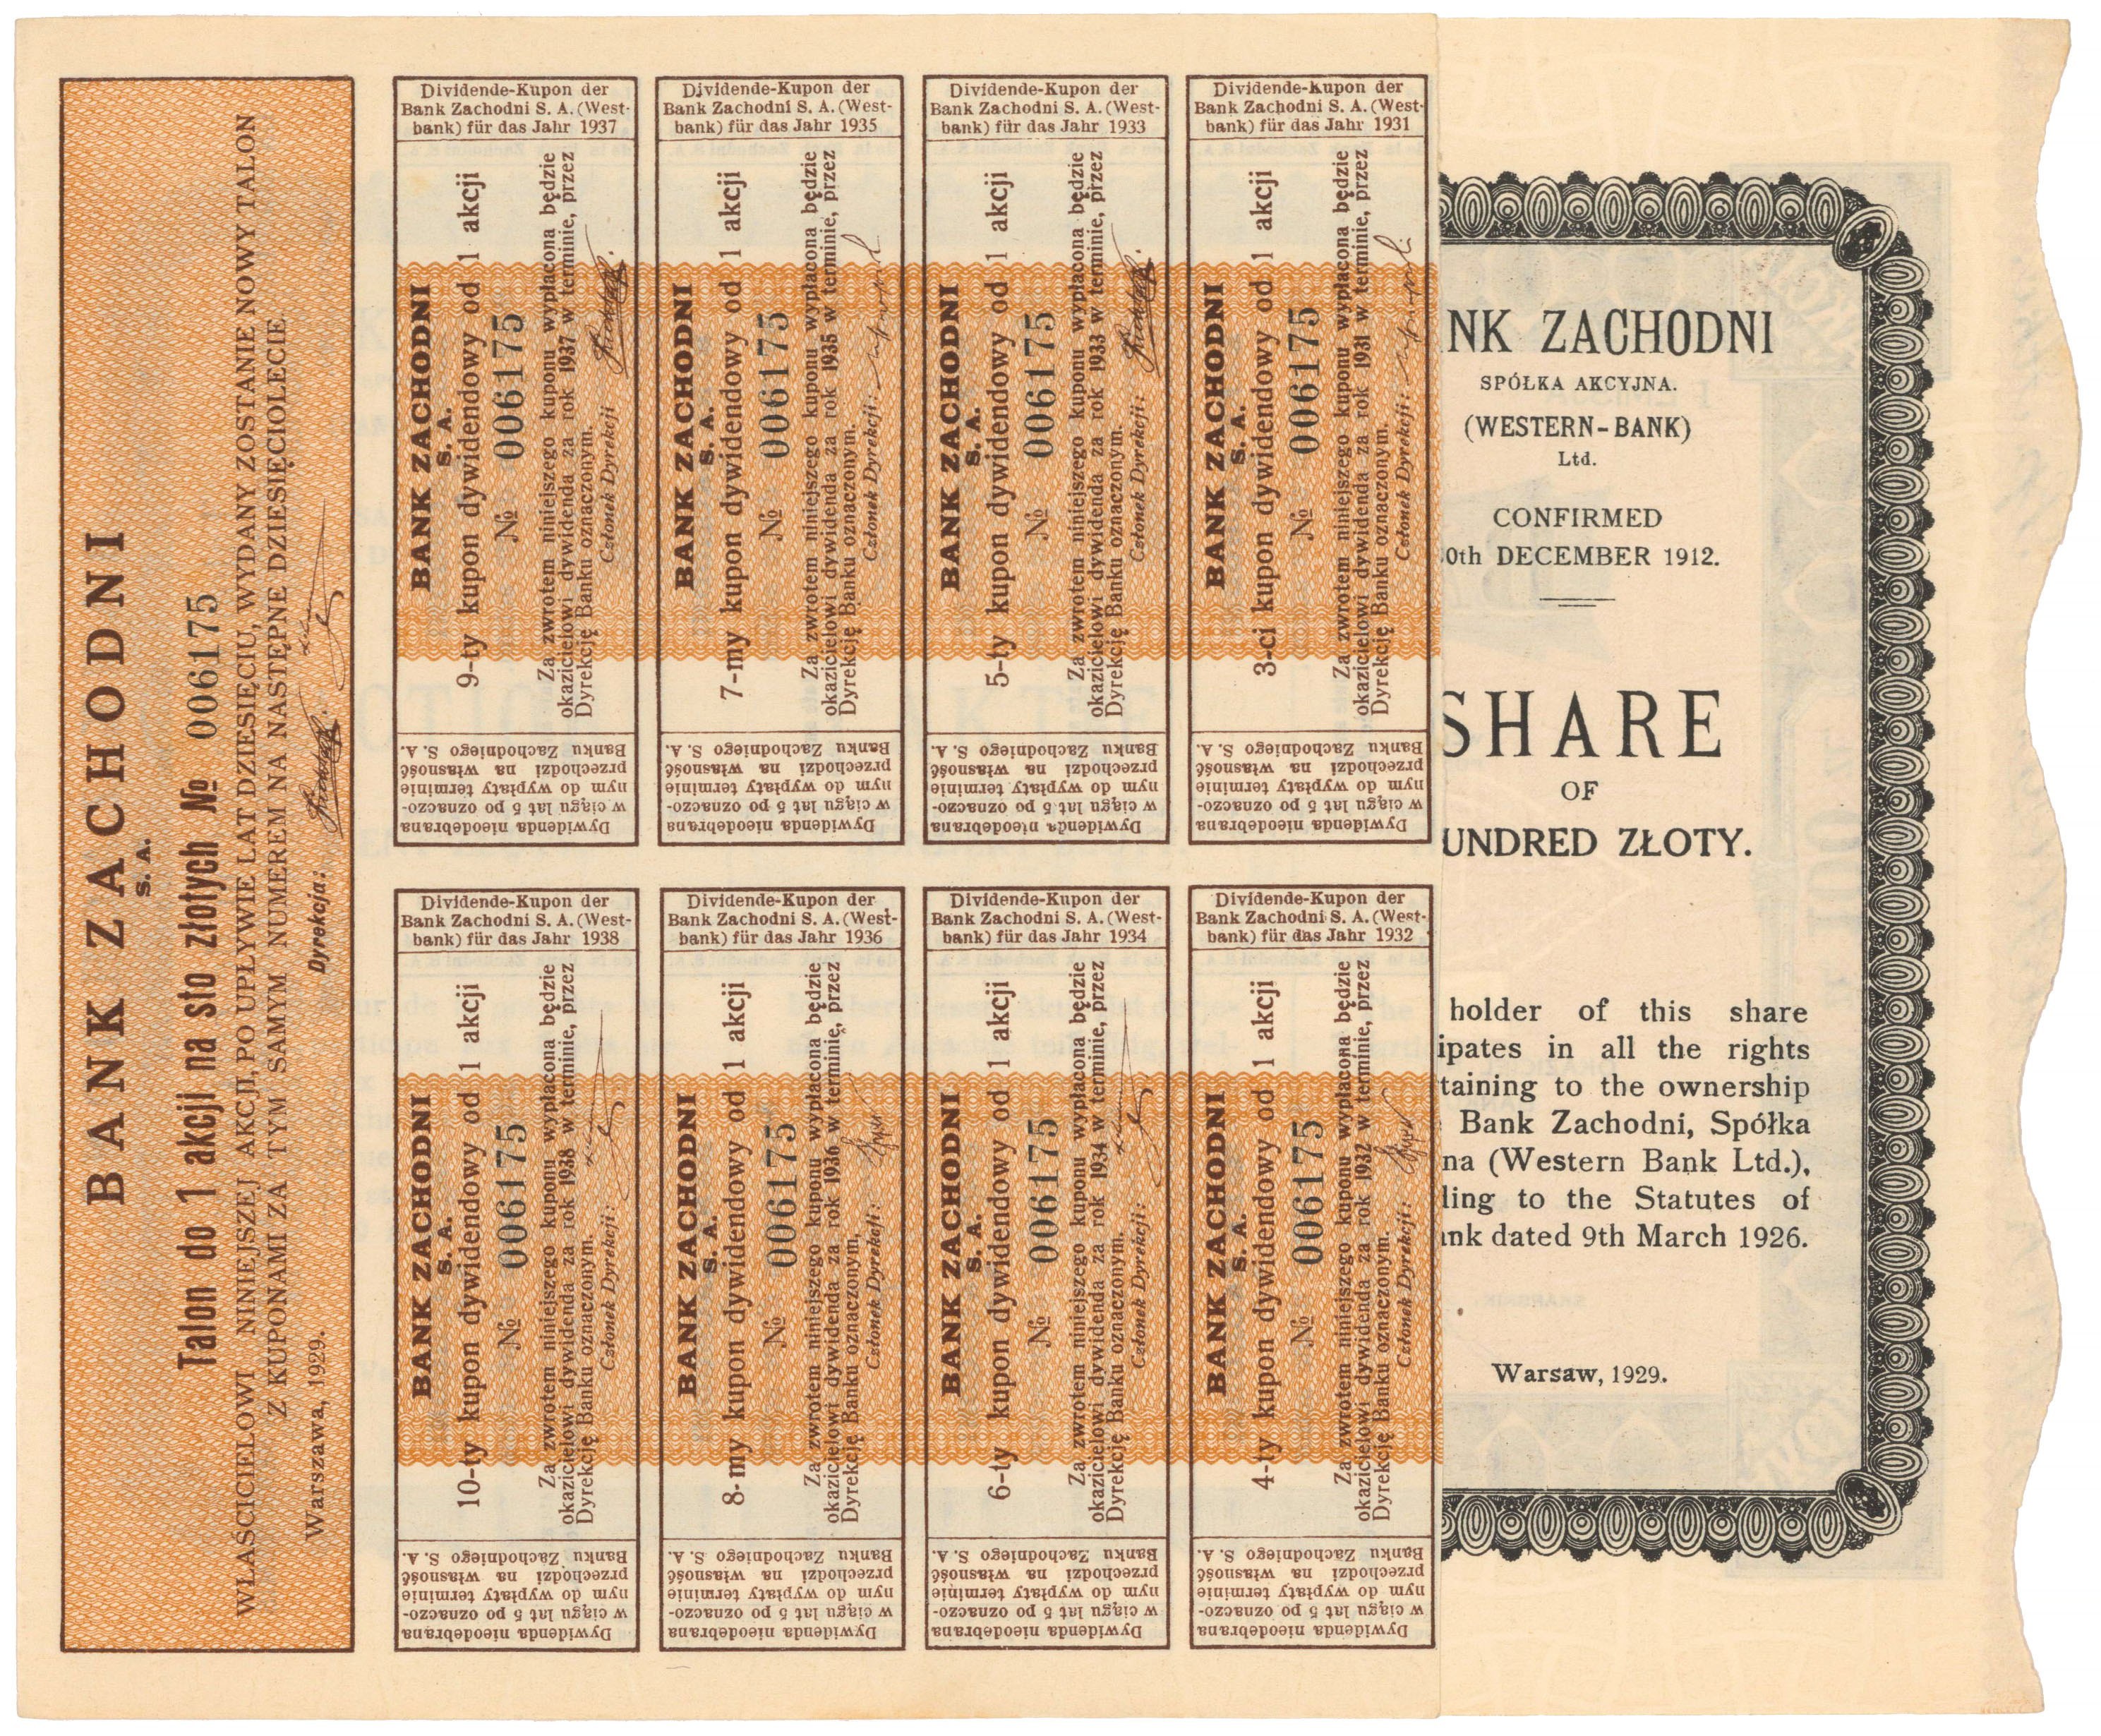 BANK ZACHODNI
S. A.
Talon do 1 akcji na sto złotych № 006175
WŁAŚCICIELOWI NINIEJSZEJ AKCJI, PO UPŁYWIE LAT DZIESIĘCIU, WYDANY ZOSTANIE NOWY TALON
Z KUPONAMI ZA TYM SAMYM NUMEREM NA NASTĘPNE DZIESIĘCIOLECIE.
Warszawa, 1929.
Dyrekcja:
Dividende-Kupon der
Bank Zachodni S. A. (West-
bank) für das Jahr 1937
BANK ZACHODNI
S. A.
9-ty kupon dywidendowy od 1 akcji
№ 006175
Za zwrotem niniejszego kuponu wypłacona będzie
okazicielowi dywidenda za rok 1937 w terminie, przez
Dyrekcję Banku oznaczonym.
Członek Dyrekcji
Dywidenda nieodebrana
w ciągu lat 5 po oznaczo-
nym do wypłaty terminie
przechodzi na własność
Banku Zachodniego S. A.
Dividende-Kupon der
Bank Zachodni S. A. (West-
bank) für das Jahr 1935
BANK ZACHODNI
S. A.
7-my kupon dywidendowy od 1 akcji
№ 006175
Za zwrotem niniejszego kuponu wypłacona będzie
okazicielowi dywidenda za rok 1935 w terminie, przez
Dyrekcję Banku oznaczonym.
Członek Dyrekcji:
Dywidenda nieodebrana
w ciągu lat 5 po oznaczo-
nym do wypłaty terminie
przechodzi na własność
Banku Zachodniego S. A.
Dividende-Kupon der
Bank Zachodni S. A. (West-
bank) für das Jahr 1933
BANK ZACHODNI
S. A.
5-ty kupon dywidendowy od 1 akcji
№ 006175
Za zwrotem niniejszego kuponu wypłacona będzie
okazicielowi dywidenda za rok 1933 w terminie, przez
Dyrekcję Banku oznaczonym.
Członek Dyrekcji:
Dywidenda nieodebrana
w ciągu lat 5 po oznaczo-
nym do wypłaty terminie
przechodzi na własność
Banku Zachodniego S. A.
Dividende-Kupon der
Bank Zachodni S. A. (West-
bank) für das Jahr 1931
BANK ZACHODNI
S. A.
3-ci kupon dywidendowy od 1 akcji
№ 006175
Za zwrotem niniejszego kuponu wypłacona będzie
okazicielowi dywidenda za rok 1931 w terminie, przez
Dyrekcję Banku oznaczonym.
Członek Dyrekcji:
Dywidenda nieodebrana
w ciągu lat 5 po oznaczo-
nym do wypłaty terminie
przechodzi na własność
Banku Zachodniego S. A.
Dividende-Kupon der
Bank Zachodni S. A. (West-
bank) für das Jahr 1938
BANK ZACHODNI
S. A.
10-ty kupon dywidendowy od 1 akcji
№ 006175
Za zwrotem niniejszego kuponu wypłacona będzie
okazicielowi dywidenda za rok 1938 w terminie, przez
Dyrekcję Banku oznaczonym.
Członek Dyrekcji:
Dywidenda nieodebrana
w ciągu lat 5 po oznaczo-
nym do wypłaty terminie
przechodzi na własność
Banku Zachodniego S. A.
Dividende-Kupon der
Bank Zachodni S. A. (West-
bank) für das Jahr 1936
BANK ZACHODNI
S. A.
8-my kupon dywidendowy od 1 akcji
№ 006175
Za zwrotem niniejszego kuponu wypłacona będzie
okazicielowi dywidenda za rok 1936 w terminie, przez
Dyrekcję Banku oznaczonym.
Członek Dyrekcji:
Dywidenda nieodebrana
w ciągu lat 5 po oznaczo-
nym do wypłaty terminie
przechodzi na własność
Banku Zachodniego S. A.
Dividende-Kupon der
Bank Zachodni S. A. (West-
bank) für das Jahr 1934
BANK ZACHODNI
S. A.
6-ty kupon dywidendowy od 1 akcji
№ 006175
Za zwrotem niniejszego kuponu wypłacona będzie
okazicielowi dywidenda za rok 1934 w terminie, przez
Dyrekcję Banku oznaczonym.
Członek Dyrekcji:
Dywidenda nieodebrana
w ciągu lat 5 po oznaczo-
nym do wypłaty terminie
przechodzi na własność
Banku Zachodniego S. A.
Dividende-Kupon der
Bank Zachodni S. A. (West-
bank) für das Jahr 1932
BANK ZACHODNI
S. A.
4-ty kupon dywidendowy od 1 akcji
№ 006175
Za zwrotem niniejszego kuponu wypłacona będzie
okazicielowi dywidenda za rok 1932 w terminie, przez
Dyrekcję Banku oznaczonym.
Członek Dyrekcji:
Dywidenda nieodebrana
w ciągu lat 5 po oznaczo-
nym do wypłaty terminie
przechodzi na własność
Banku Zachodniego S. A.
NK ZACHODNI
SPÓŁKA AKCYJNA.
(WESTERN-BANK)
Ltd.
CONFIRMED
0th DECEMBER 1912.
SHARE
OF
UNDRED ZŁOTY.
holder of this share
ipates in all the rights
taining to the ownership
Bank Zachodni, Spółka
na (Western Bank Ltd.),
ling to the Statutes of
ank dated 9th March 1926.
Warsaw, 1929.